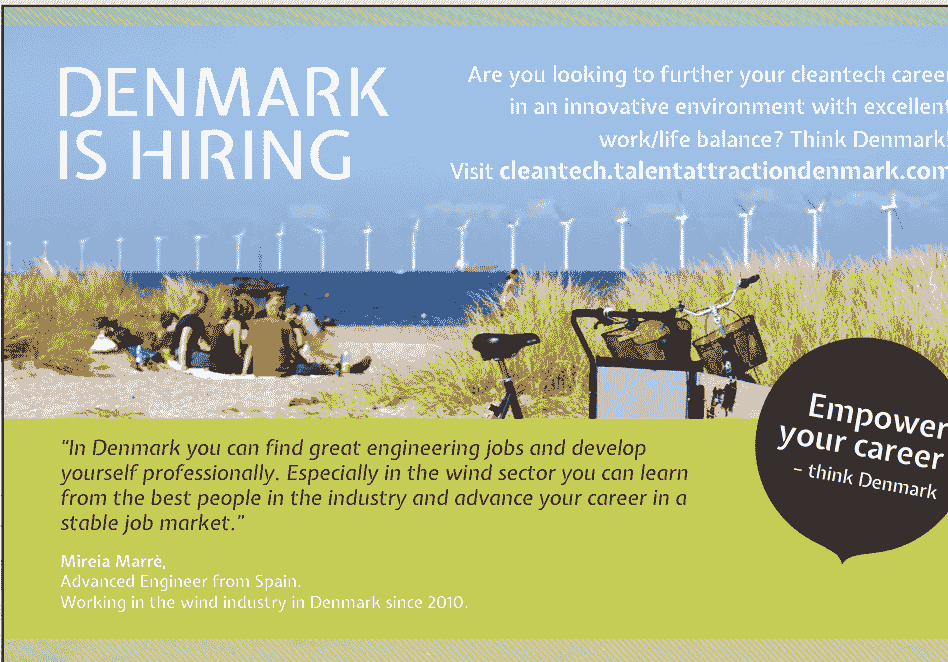 DENMARK
IS HIRING
Are you looking to further your cleantech career
in an innovative environment with excellent
work/life balance? Think Denmark.
Visit cleantech.talentattractiondenmark.com
"In Denmark you can find great engineering jobs and develop
yourself professionally. Especially in the wind sector you can learn
from the best people in the industry and advance your career in a
stable job market."
Mireia Marrè,
Advanced Engineer from Spain.
Working in the wind industry in Denmark since 2010.
Empower
your career
– think Denmark